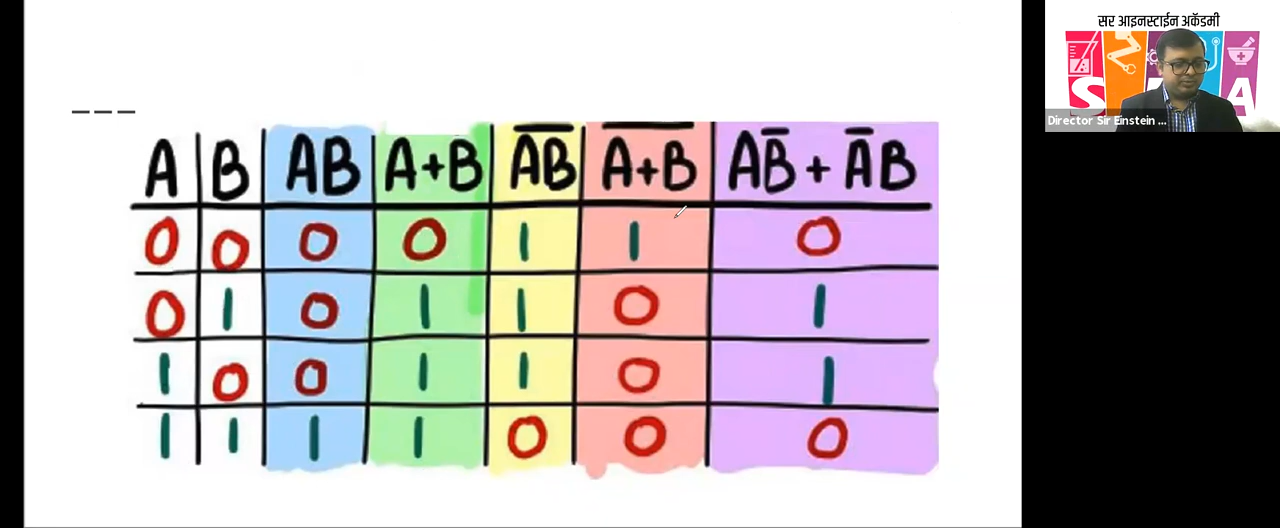 सर आइनस्टाईन अकॅडमी
S A
Director Sir Einstein ...
A B AB A+B A̅B̅ A̅+̅B̅ AB̅ + A̅B
0 0 0 0 1 1 0
0 1 0 1 1 0 1
1 0 0 1 1 0 1
1 1 1 1 0 0 0